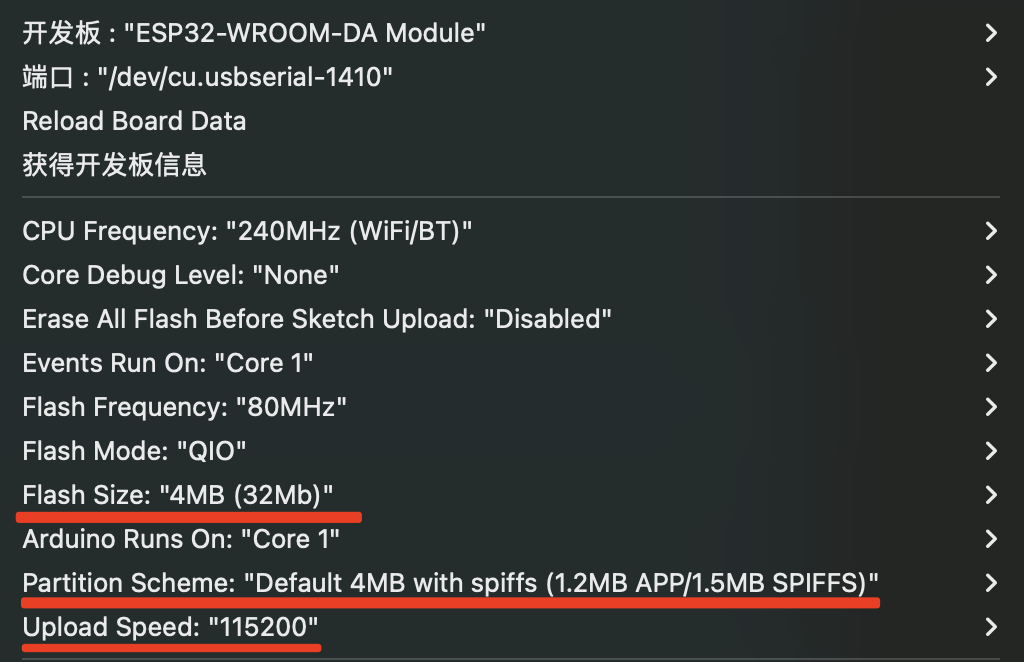 开发板 : "ESP32-WROOM-DA Module"
端口 : "/dev/cu.usbserial-1410"
Reload Board Data
获得开发板信息
CPU Frequency: "240MHz (WiFi/BT)"
Core Debug Level: "None"
Erase All Flash Before Sketch Upload: "Disabled"
Events Run On: "Core 1"
Flash Frequency: "80MHz"
Flash Mode: "QIO"
Flash Size: "4MB (32Mb)"
Arduino Runs On: "Core 1"
Partition Scheme: "Default 4MB with spiffs (1.2MB APP/1.5MB SPIFFS)"
Upload Speed: "115200"